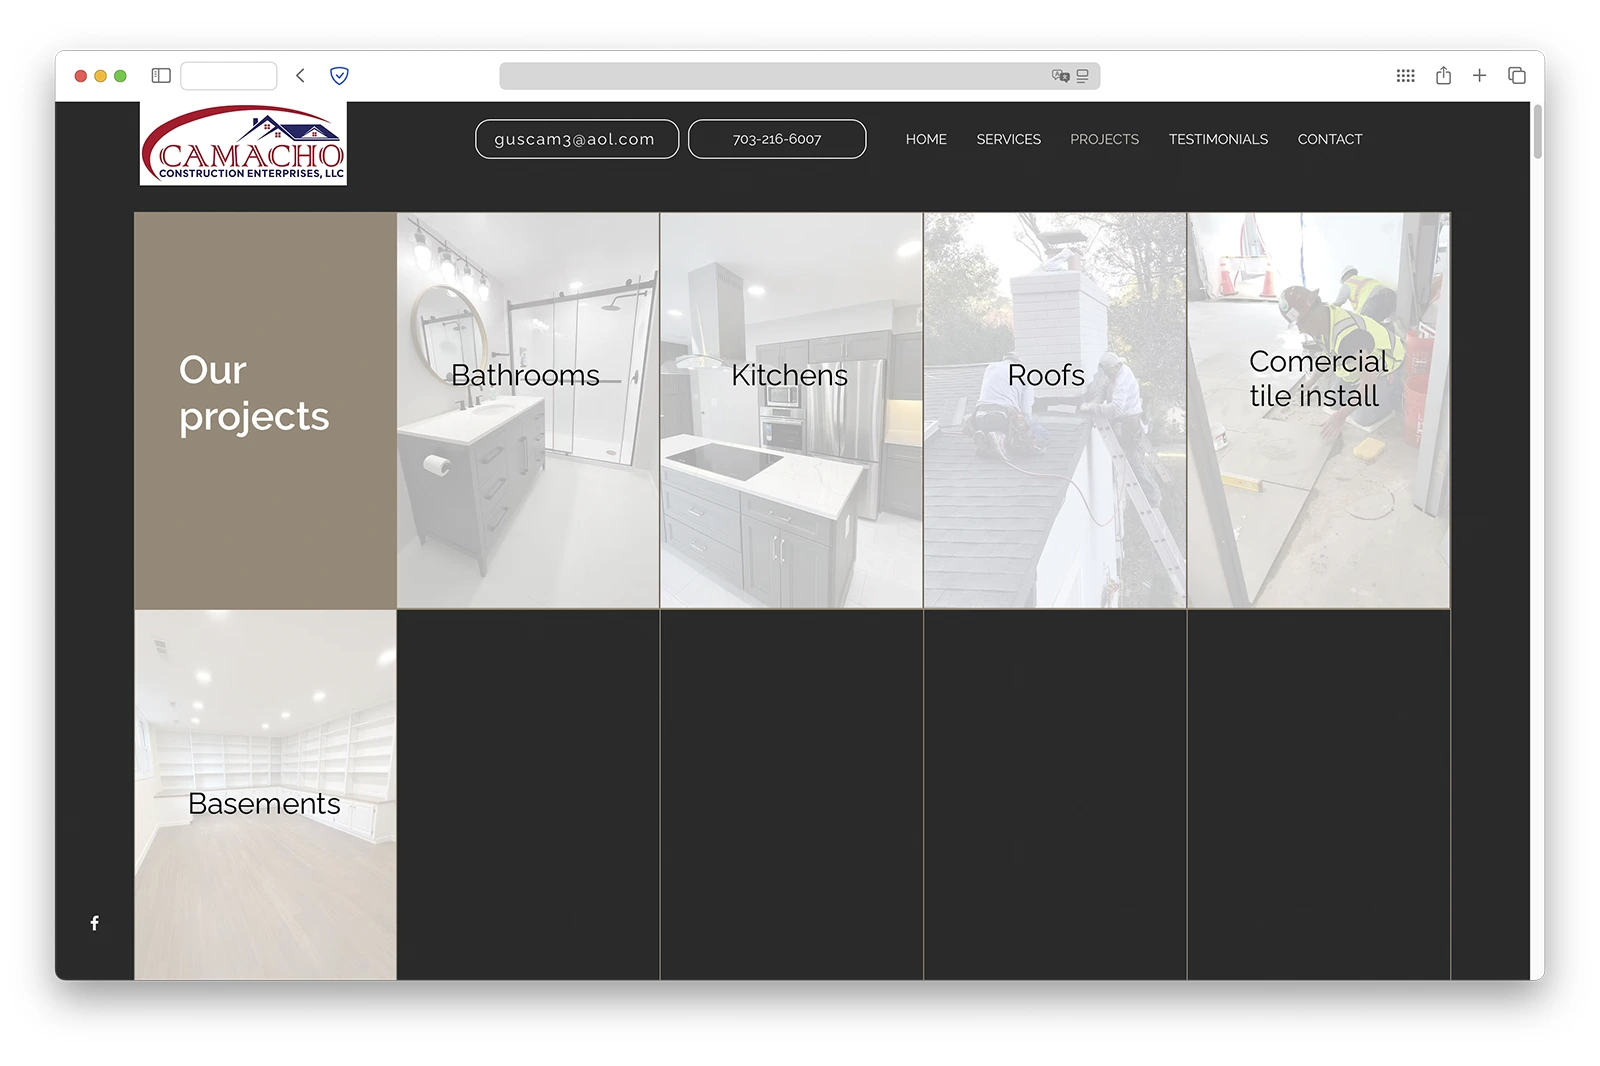 CAMACHO
CONSTRUCTION ENTERPRISES, LLC
guscam3@aol.com
703-216-6007
HOME
SERVICES
PROJECTS
TESTIMONIALS
CONTACT
Our
projects
Bathrooms
Kitchens
Roofs
Comercial
tile install
Basements